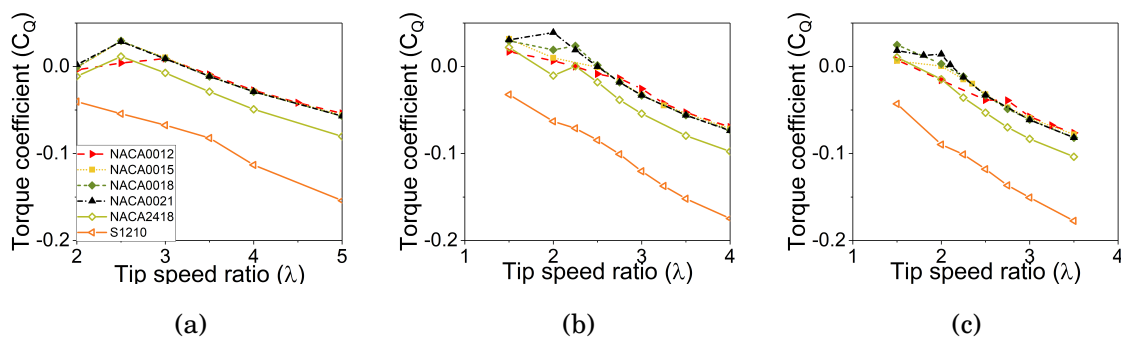 Torque coefficient (C_Q)
0.0
-0.1
-0.2
NACA0012
NACA0015
NACA0018
NACA0021
NACA2418
S1210
2 3 4 5
Tip speed ratio (λ)
(a)
Torque coefficient (C_Q)
0.0
-0.1
-0.2
1 2 3 4
Tip speed ratio (λ)
(b)
Torque coefficient (C_Q)
0.0
-0.1
-0.2
1 2 3 4
Tip speed ratio (λ)
(c)